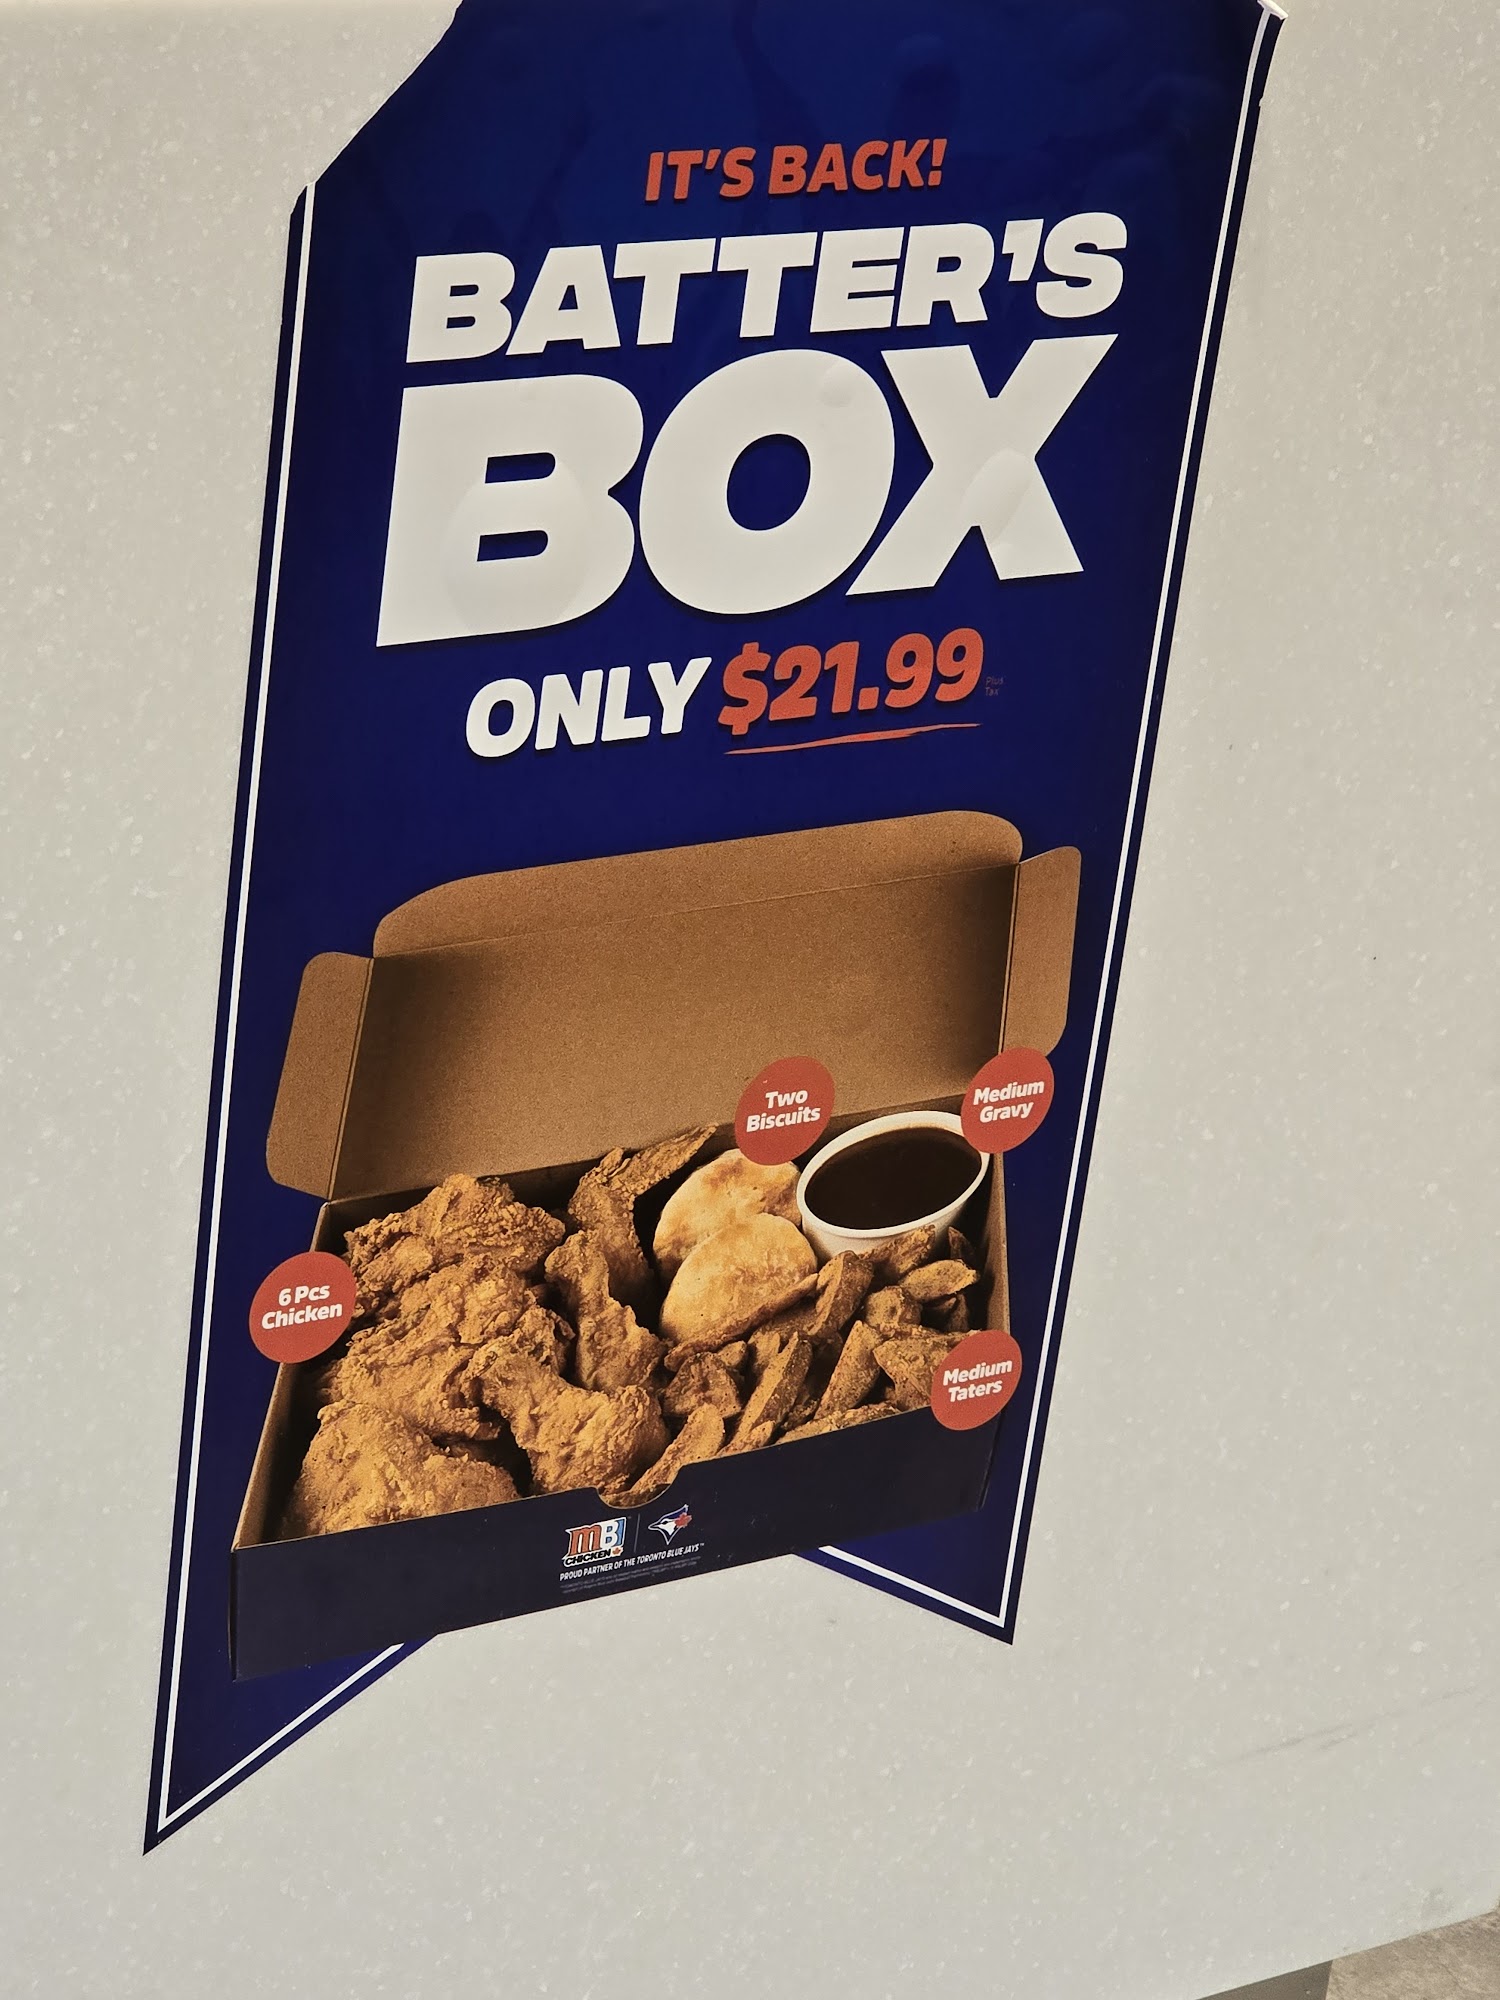 IT'S BACK!
BATTER'S
BOX
ONLY $21.99
Plus
Tax
Two
Biscuits
Medium
Gravy
6 Pcs
Chicken
Medium
Taters
MB
CHICKEN
PROUD PARTNER OF THE TORONTO BLUE JAYS™